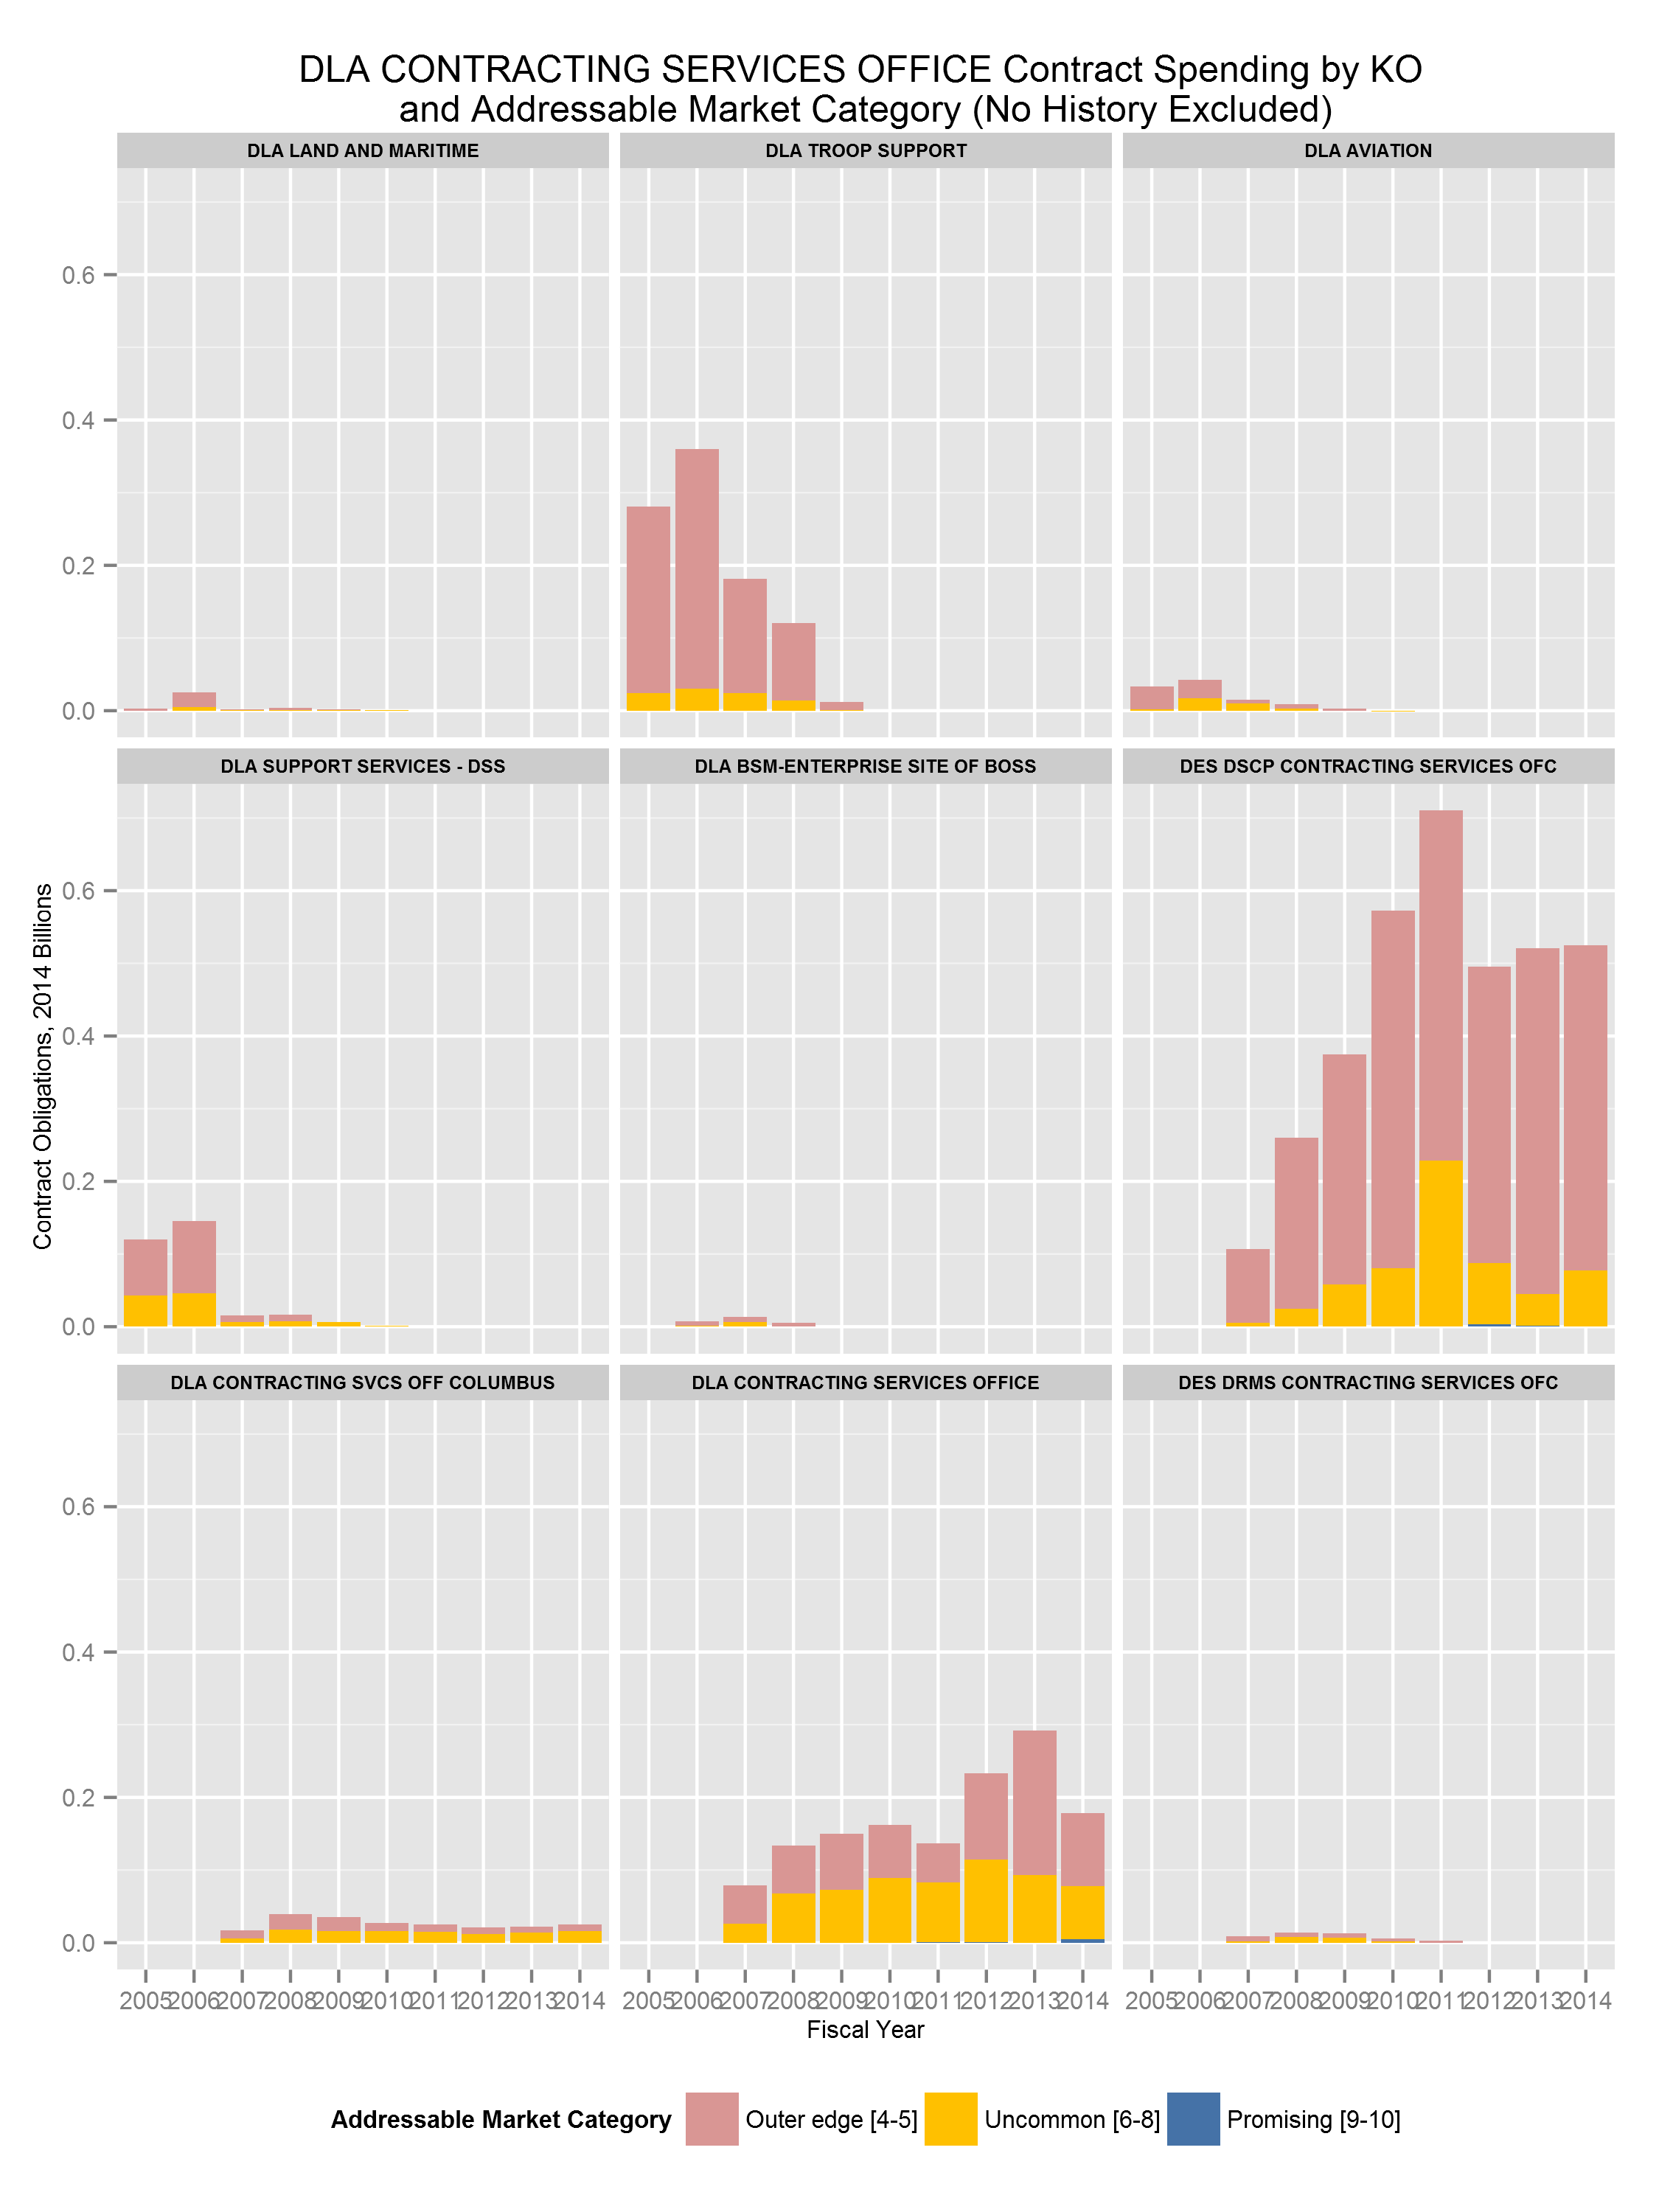 DLA CONTRACTING SERVICES OFFICE Contract Spending by KO
and Addressable Market Category (No History Excluded)
DLA LAND AND MARITIME
DLA TROOP SUPPORT
DLA AVIATION
0.6
0.4
0.2
0.0
DLA SUPPORT SERVICES - DSS
DLA BSM-ENTERPRISE SITE OF BOSS
DES DSCP CONTRACTING SERVICES OFC
Contract Obligations, 2014 Billions
0.6
0.4
0.2
0.0
DLA CONTRACTING SVCS OFF COLUMBUS
DLA CONTRACTING SERVICES OFFICE
DES DRMS CONTRACTING SERVICES OFC
0.6
0.4
0.2
0.0
2005 2006 2007 2008 2009 2010 2011 2012 2013 2014
2005 2006 2007 2008 2009 2010 2011 2012 2013 2014
2005 2006 2007 2008 2009 2010 2011 2012 2013 2014
Fiscal Year
Addressable Market Category Outer edge [4-5] Uncommon [6-8] Promising [9-10]